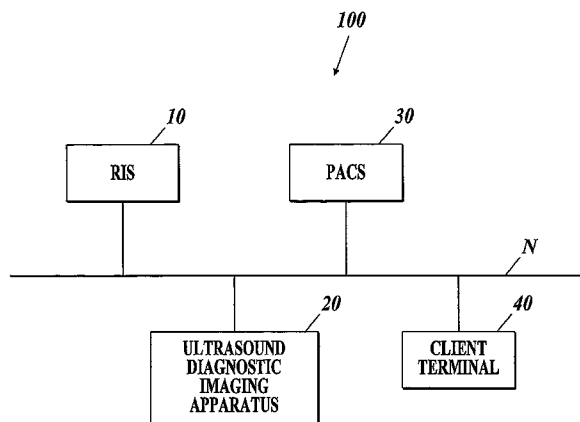 100
10
30
RIS
PACS
N
20
40
ULTRASOUND
DIAGNOSTIC
IMAGING
APPARATUS
CLIENT
TERMINAL